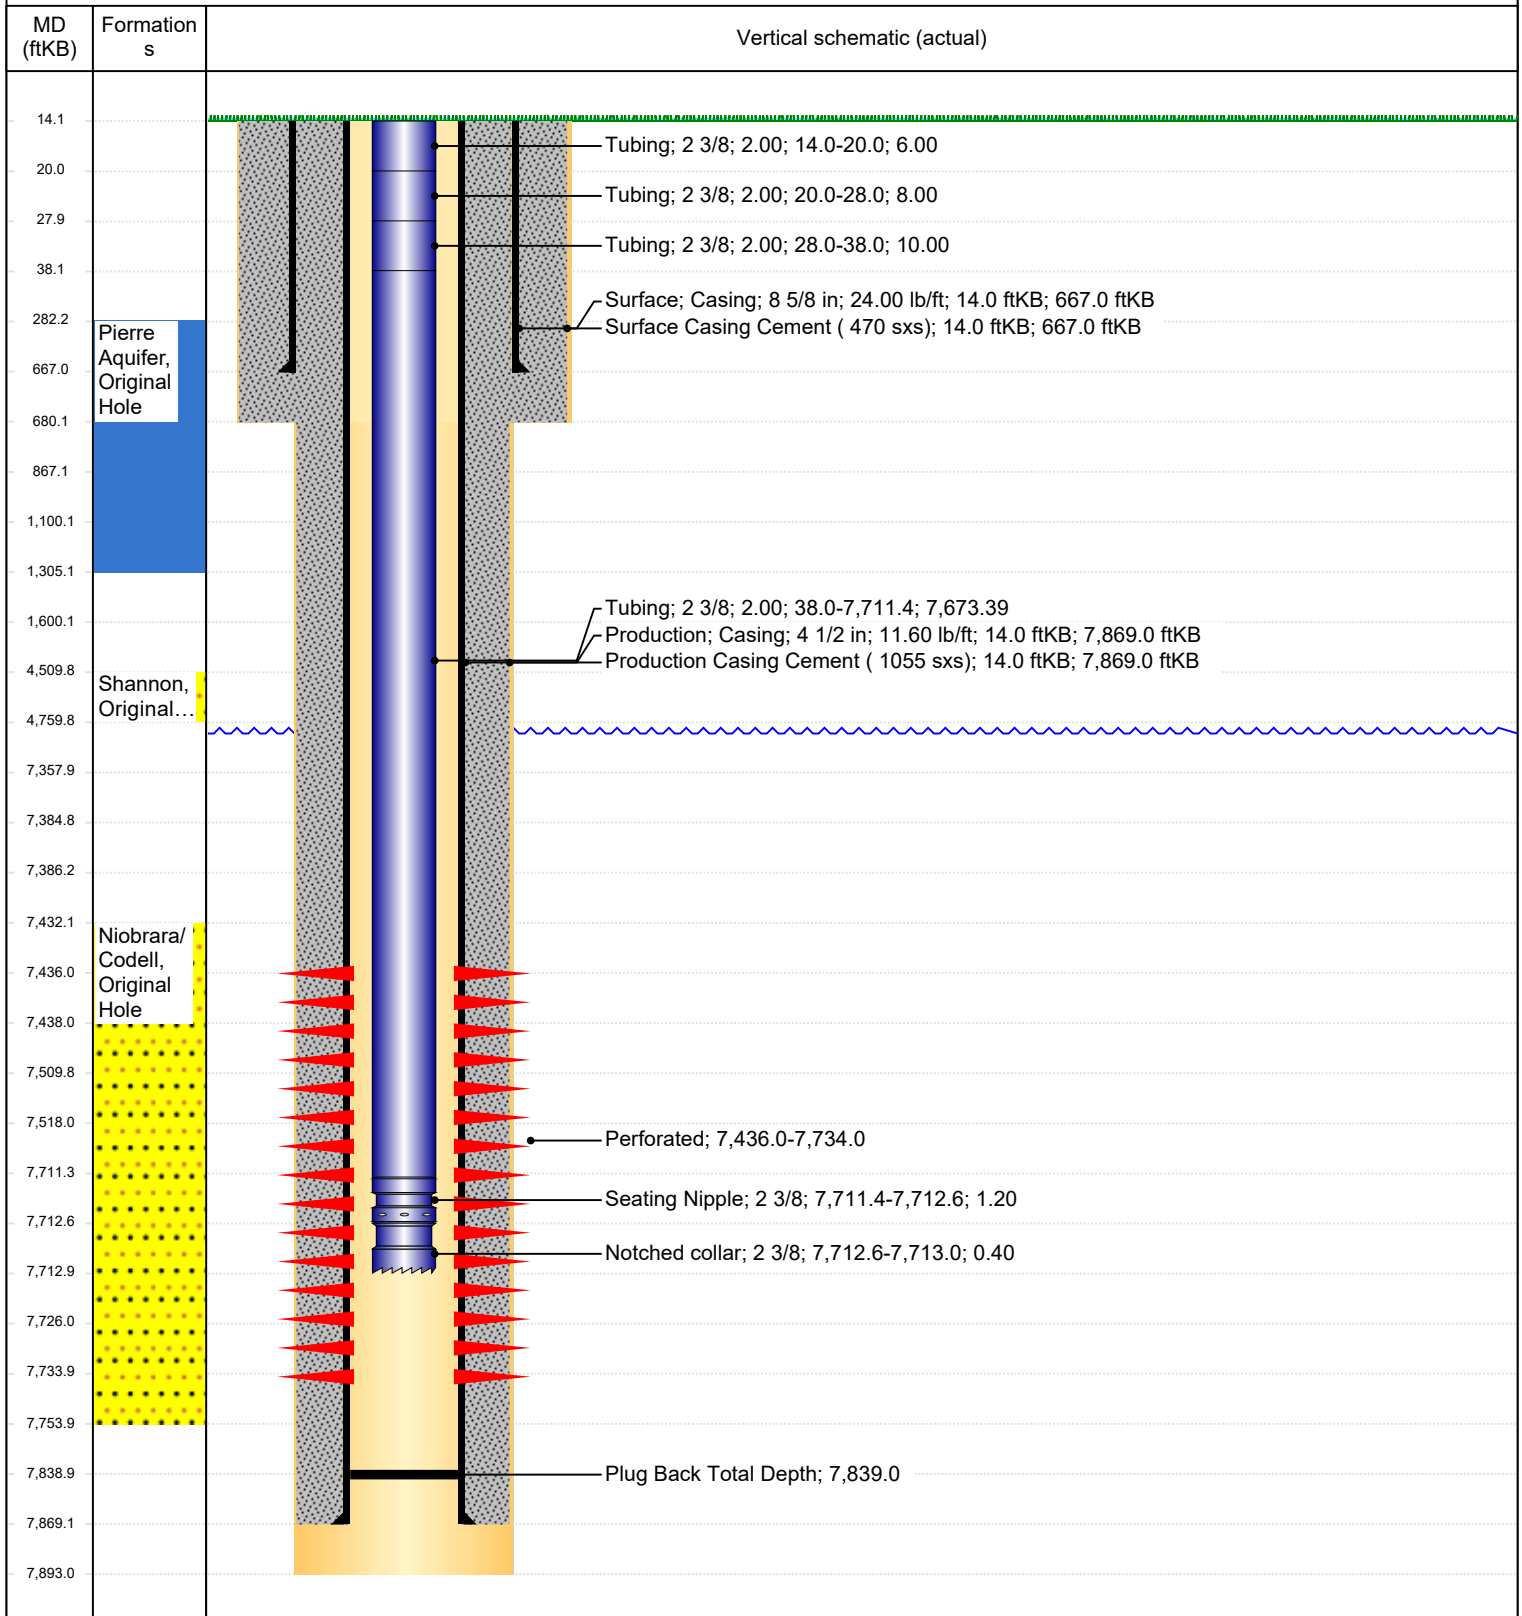 MD
(ftKB)
Formation
s
Vertical schematic (actual)
14.1
Tubing; 2 3/8; 2.00; 14.0-20.0; 6.00
20.0
Tubing; 2 3/8; 2.00; 20.0-28.0; 8.00
27.9
Tubing; 2 3/8; 2.00; 28.0-38.0; 10.00
38.1
Surface; Casing; 8 5/8 in; 24.00 lb/ft; 14.0 ftKB; 667.0 ftKB
282.2
Surface Casing Cement ( 470 sxs); 14.0 ftKB; 667.0 ftKB
Pierre
Aquifer,
Original
Hole
667.0
680.1
867.1
1,100.1
1,305.1
Tubing; 2 3/8; 2.00; 38.0-7,711.4; 7,673.39
1,600.1
Production; Casing; 4 1/2 in; 11.60 lb/ft; 14.0 ftKB; 7,869.0 ftKB
Production Casing Cement ( 1055 sxs); 14.0 ftKB; 7,869.0 ftKB
4,509.8
Shannon,
Original…
4,759.8
7,357.9
7,384.8
7,386.2
7,432.1
Niobrara/
Codell,
Original
Hole
7,436.0
7,438.0
7,509.8
7,518.0
Perforated; 7,436.0-7,734.0
7,711.3
Seating Nipple; 2 3/8; 7,711.4-7,712.6; 1.20
7,712.6
Notched collar; 2 3/8; 7,712.6-7,713.0; 0.40
7,712.9
7,726.0
7,733.9
7,753.9
7,838.9
Plug Back Total Depth; 7,839.0
7,869.1
7,893.0